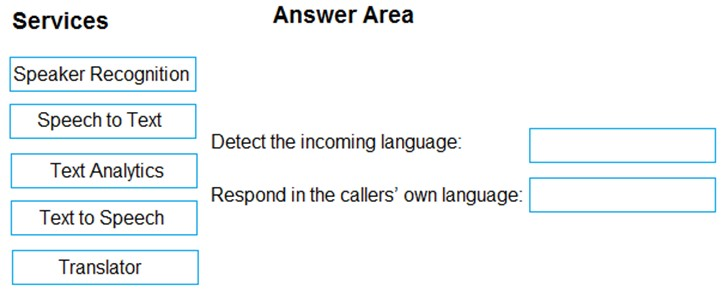 Services
Answer Area
Speaker Recognition
Speech to Text
Detect the incoming language:
Text Analytics
Respond in the callers' own language:
Text to Speech
Translator